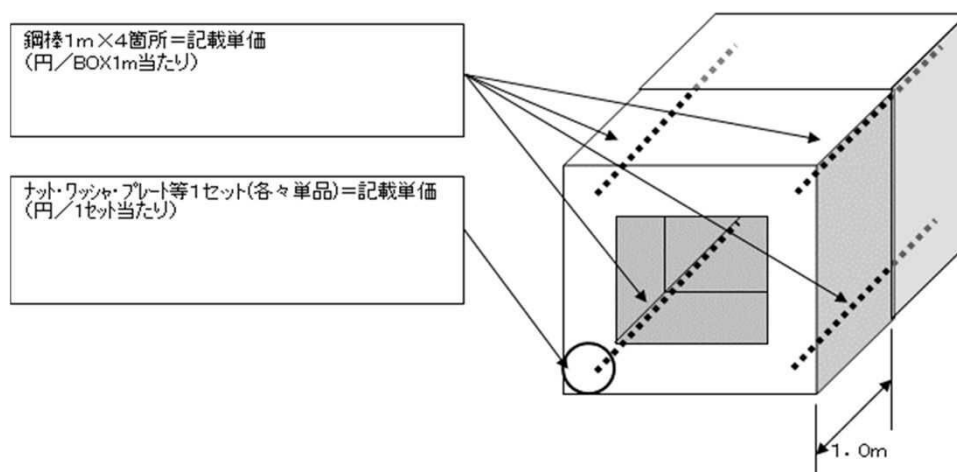 鋼棒1m×4箇所=記載単価
(円/BOX1m当たり)
ナット・ワッシャ・プレート等1セット(各々単品)=記載単価
(円/1セット当たり)
1.0m